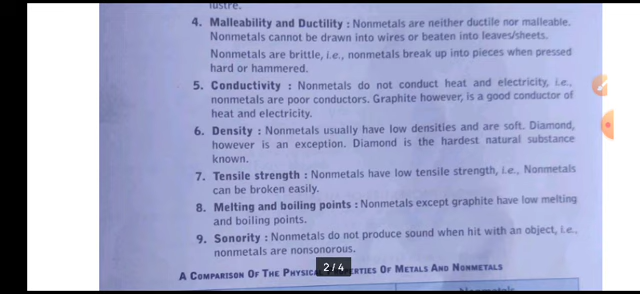 lustre.
4. Malleability and Ductility : Nonmetals are neither ductile nor malleable.
Nonmetals cannot be drawn into wires or beaten into leaves/sheets.
Nonmetals are brittle, i.e., nonmetals break up into pieces when pressed
hard or hammered.
5. Conductivity : Nonmetals do not conduct heat and electricity, i.e.,
nonmetals are poor conductors. Graphite however, is a good conductor of
heat and electricity.
6. Density : Nonmetals usually have low densities and are soft. Diamond,
however is an exception. Diamond is the hardest natural substance
known.
7. Tensile strength : Nonmetals have low tensile strength, i.e., Nonmetals
can be broken easily.
8. Melting and boiling points : Nonmetals except graphite have low melting
and boiling points.
9. Sonority : Nonmetals do not produce sound when hit with an object, i.e.,
nonmetals are nonsonorous.
2/4
A COMPARISON OF THE OF METALS AND NONMETALS